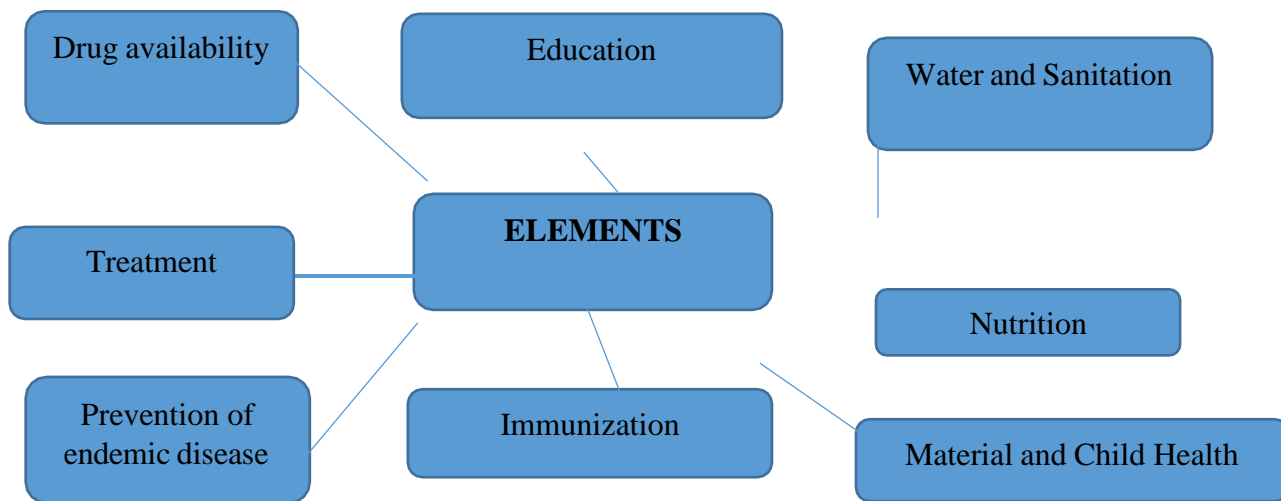 Drug availability
Education
Water and Sanitation
ELEMENTS
Treatment
Nutrition
Prevention of
endemic disease
Immunization
Material and Child Health